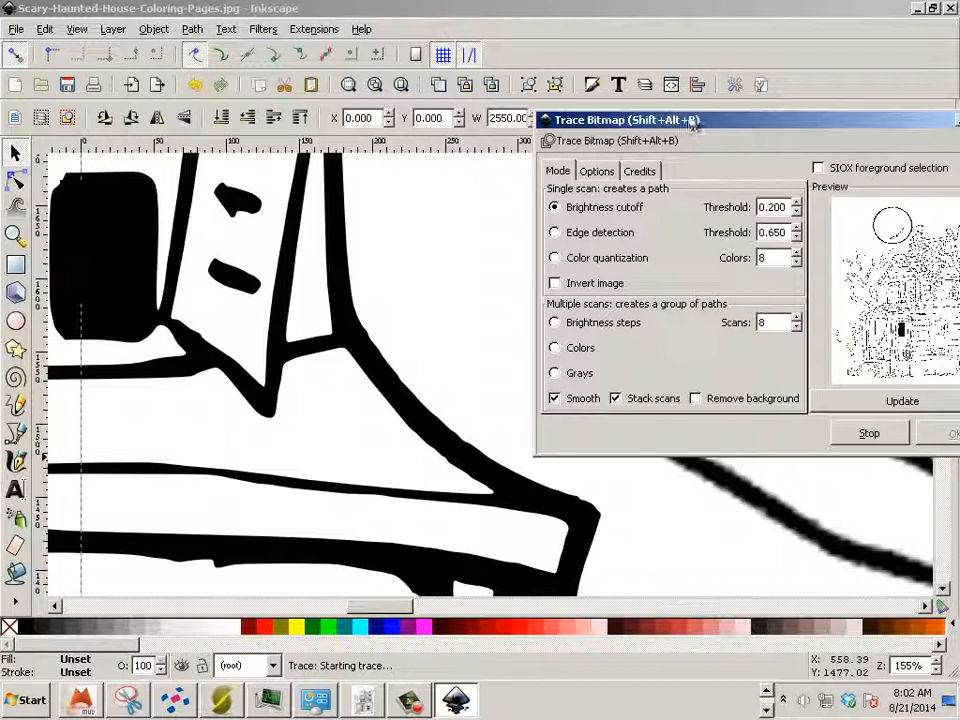 Scary-Haunted-House-Coloring-Pages.jpg - Inkscape
File Edit View Layer Object Path Text Filters Extensions Help
X 0.000 Y 0.000 W 2550.00
Trace Bitmap (Shift+Alt+B)
Trace Bitmap (Shift+Alt+B)
Mode Options Credits
SIOX foreground selection
Single scan: creates a path
Preview
Brightness cutoff Threshold: 0.200
Edge detection Threshold: 0.650
Color quantization Colors: 8
Invert image
Multiple scans: creates a group of paths
Brightness steps Scans: 8
Colors
Grays
Smooth Stack scans Remove background
Update
Stop
Fill: Unset
Stroke: Unset
O: 100
(root)
Trace: Starting trace...
X: 558.39
Y: 1477.02
Z: 155%
Start
8:02 AM
8/21/2014